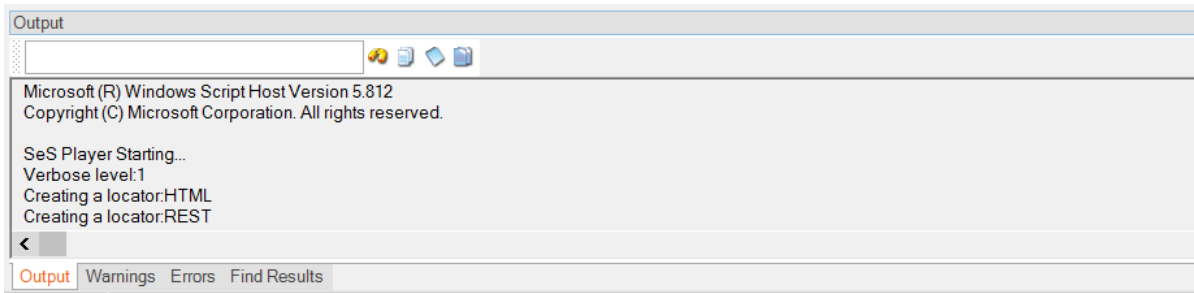 Output
Microsoft (R) Windows Script Host Version 5.812
Copyright (C) Microsoft Corporation. All rights reserved.
SeS Player Starting...
Verbose level:1
Creating a locator:HTML
Creating a locator:REST
Output Warnings Errors Find Results